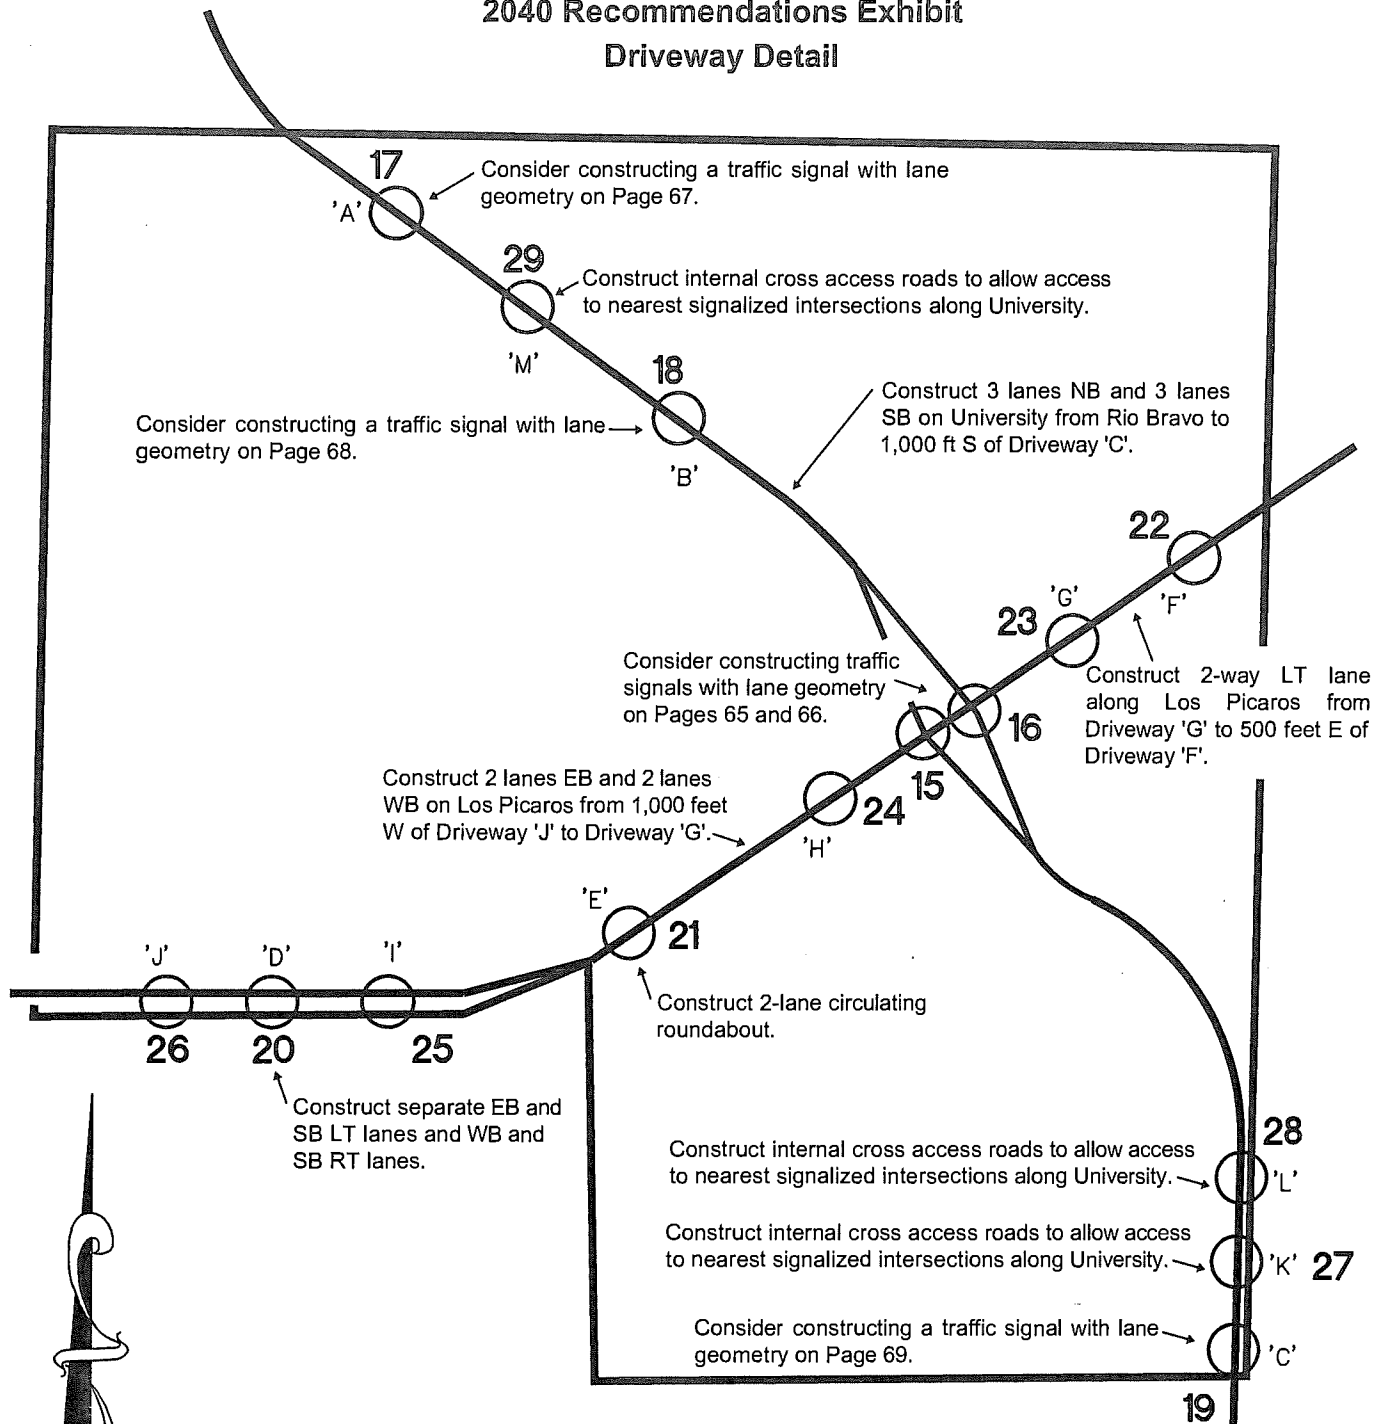 2040 Recommendations Exhibit
Driveway Detail
17
'A'
Consider constructing a traffic signal with lane
geometry on Page 67.
29
'M'
Construct internal cross access roads to allow access
to nearest signalized intersections along University.
18
'B'
Consider constructing a traffic signal with lane
geometry on Page 68.
Construct 3 lanes NB and 3 lanes
SB on University from Rio Bravo to
1,000 ft S of Driveway 'C'.
22
'F'
23
'G'
Consider constructing traffic
signals with lane geometry
on Pages 65 and 66.
Construct 2-way LT lane
along Los Picaros from
Driveway 'G' to 500 feet E of
Driveway 'F'.
16
15
24
'H'
Construct 2 lanes EB and 2 lanes
WB on Los Picaros from 1,000 feet
W of Driveway 'J' to Driveway 'G'.
'E'
21
Construct 2-lane circulating
roundabout.
'J'
'D'
'I'
26
20
25
Construct separate EB and
SB LT lanes and WB and
SB RT lanes.
28
Construct internal cross access roads to allow access
to nearest signalized intersections along University.
'L'
Construct internal cross access roads to allow access
to nearest signalized intersections along University.
'K'
27
Consider constructing a traffic signal with lane
geometry on Page 69.
'C'
19